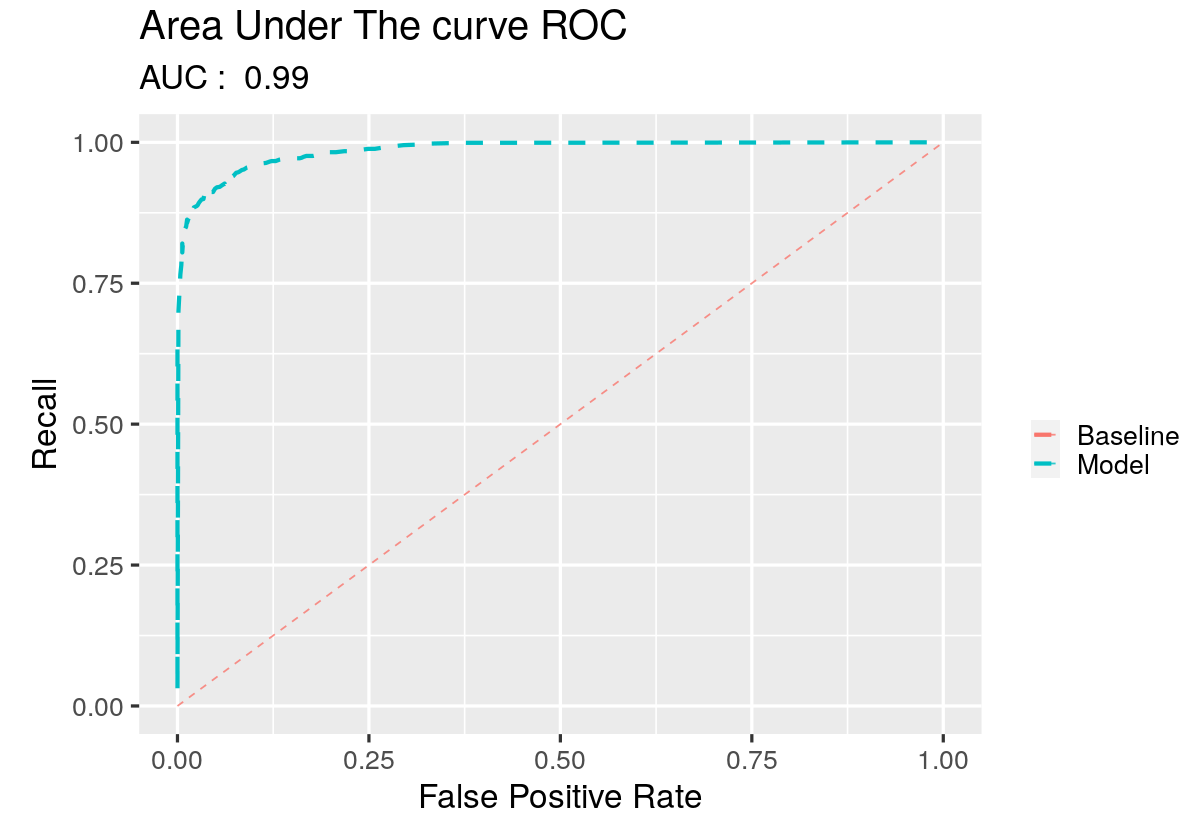 Area Under The curve ROC
AUC :  0.99
1.00
0.75
0.50
0.25
0.00
Recall
0.00 0.25 0.50 0.75 1.00
False Positive Rate
Baseline
Model